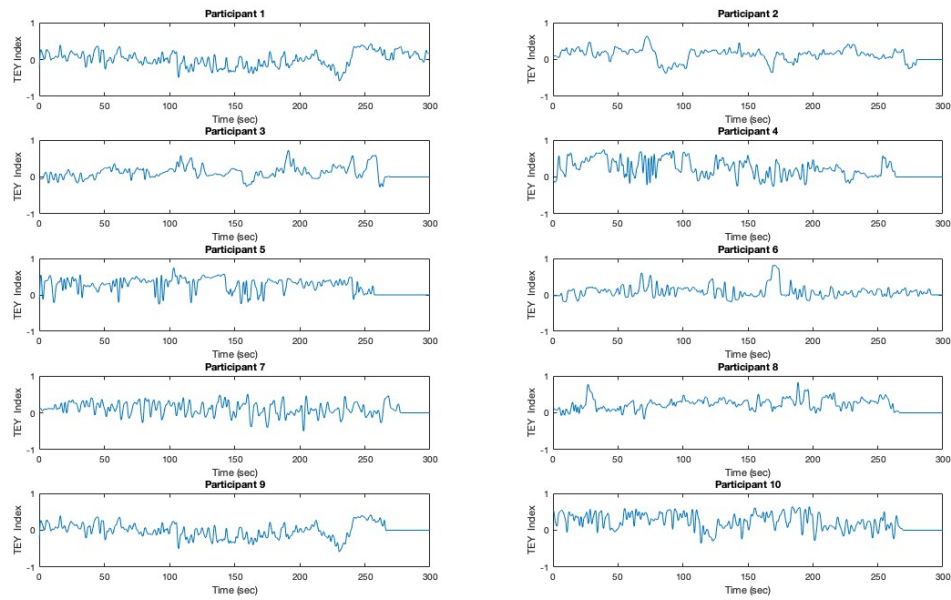 Participant 1
1
0
-1
TEY Index
0 50 100 150 200 250 300
Time (sec)
Participant 2
1
0
-1
TEY Index
0 50 100 150 200 250 300
Time (sec)
Participant 3
1
0
-1
TEY Index
0 50 100 150 200 250 300
Time (sec)
Participant 4
1
0
-1
TEY Index
0 50 100 150 200 250 300
Time (sec)
Participant 5
1
0
-1
TEY Index
0 50 100 150 200 250 300
Time (sec)
Participant 6
1
0
-1
TEY Index
0 50 100 150 200 250 300
Time (sec)
Participant 7
1
0
-1
TEY Index
0 50 100 150 200 250 300
Time (sec)
Participant 8
1
0
-1
TEY Index
0 50 100 150 200 250 300
Time (sec)
Participant 9
1
0
-1
TEY Index
0 50 100 150 200 250 300
Time (sec)
Participant 10
1
0
-1
TEY Index
0 50 100 150 200 250 300
Time (sec)